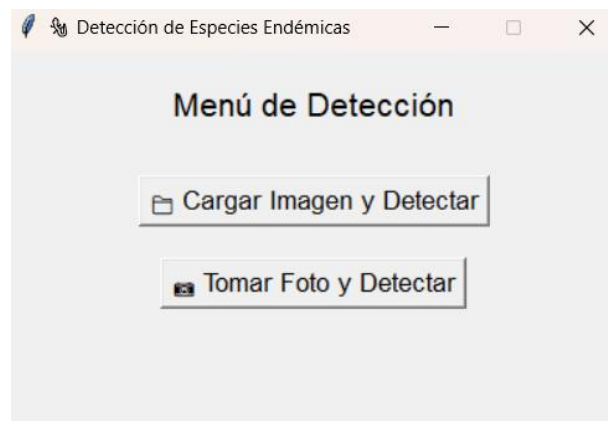 Detección de Especies Endémicas
Menú de Detección
Cargar Imagen y Detectar
Tomar Foto y Detectar